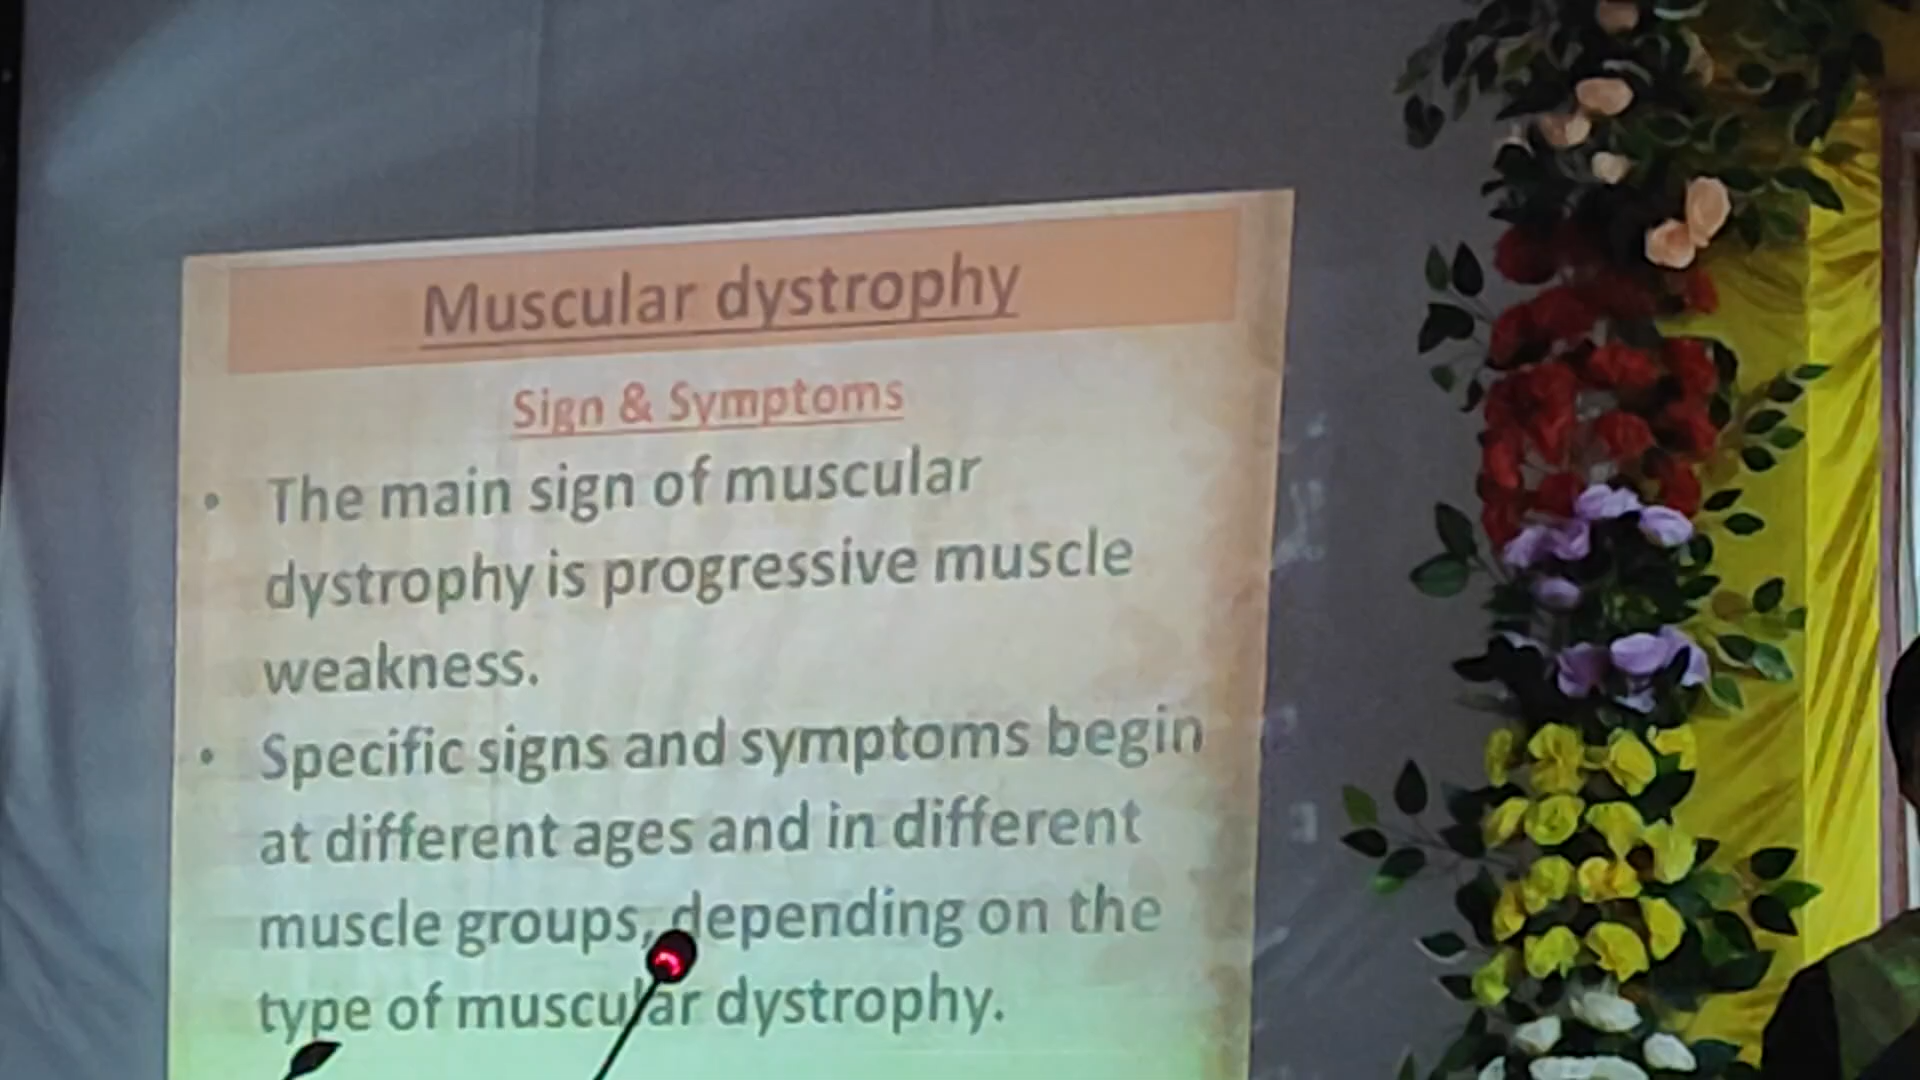 Muscular dystrophy
Sign & Symptoms
• The main sign of muscular
dystrophy is progressive muscle
weakness.
• Specific signs and symptoms begin
at different ages and in different
muscle groups, depending on the
type of muscular dystrophy.